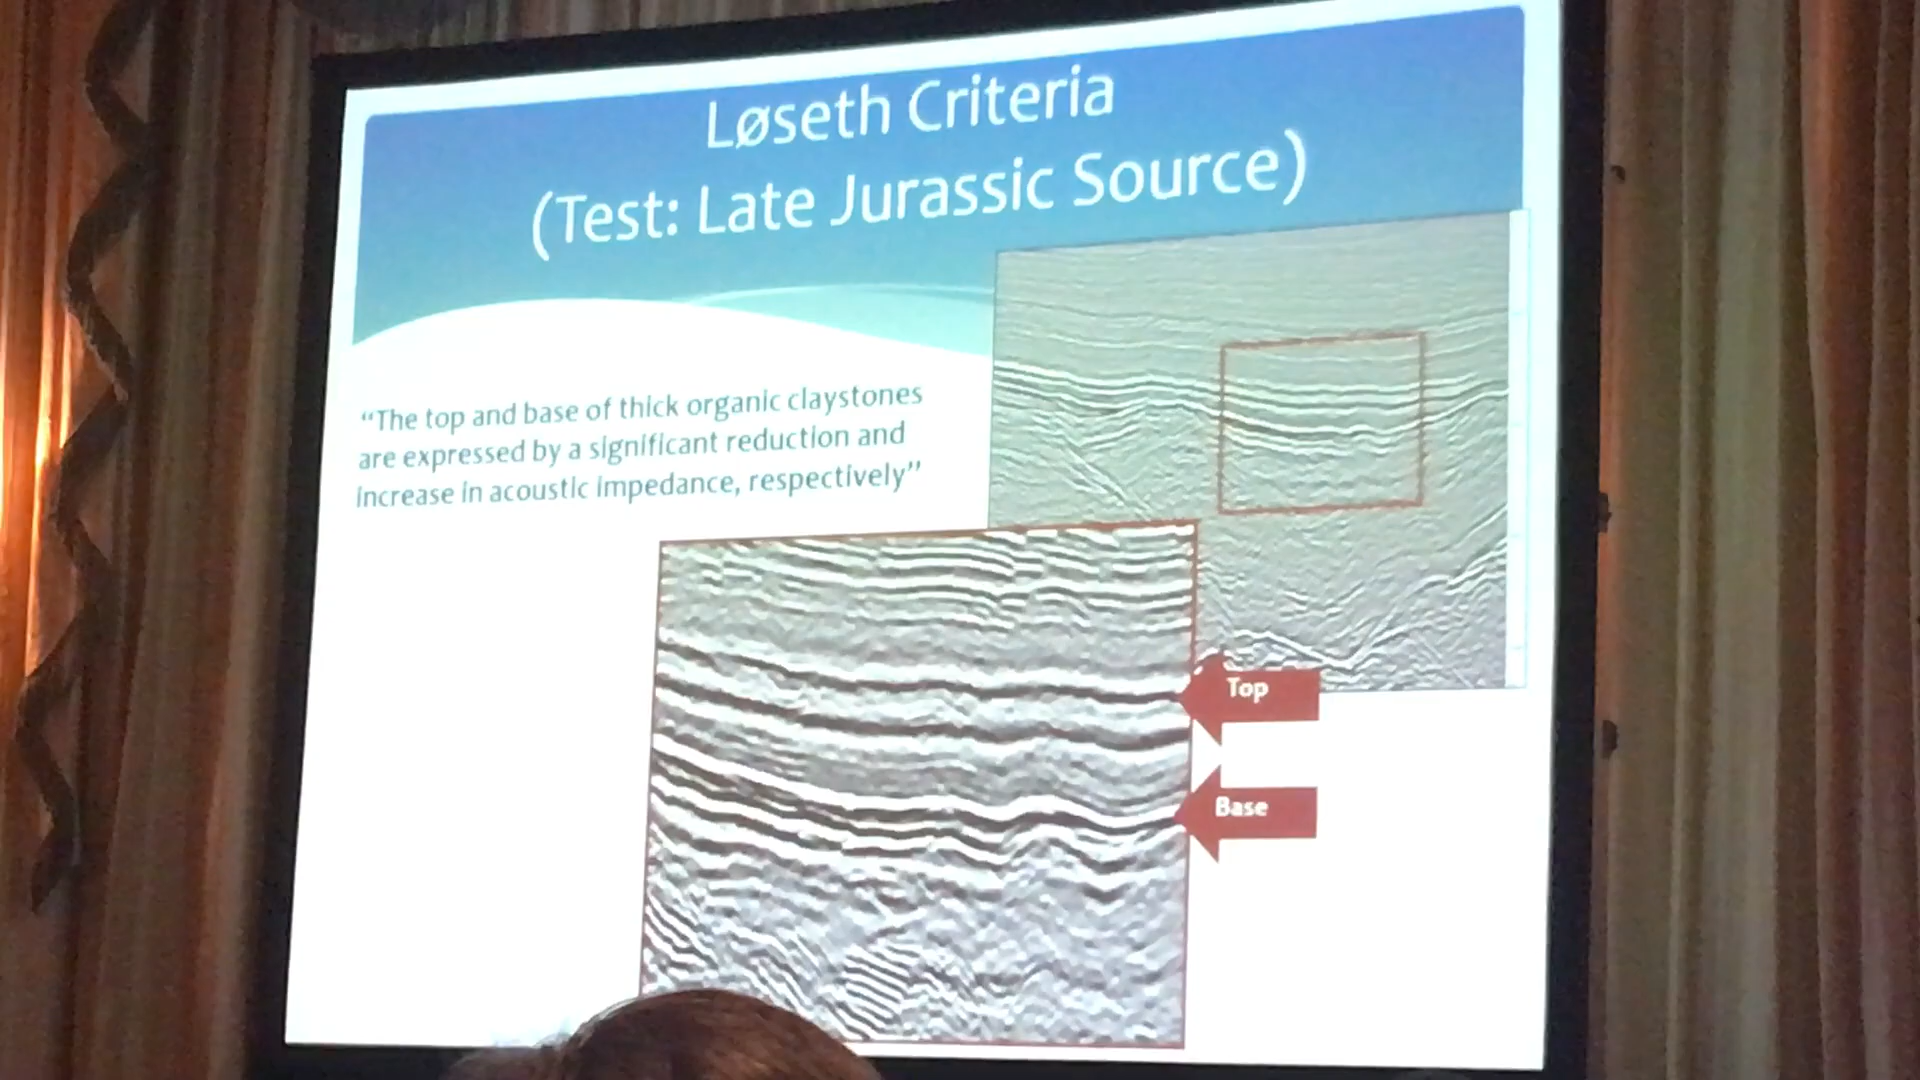 Løseth Criteria
(Test: Late Jurassic Source)
“The top and base of thick organic claystones
are expressed by a significant reduction and
increase in acoustic impedance, respectively”
Top
Base